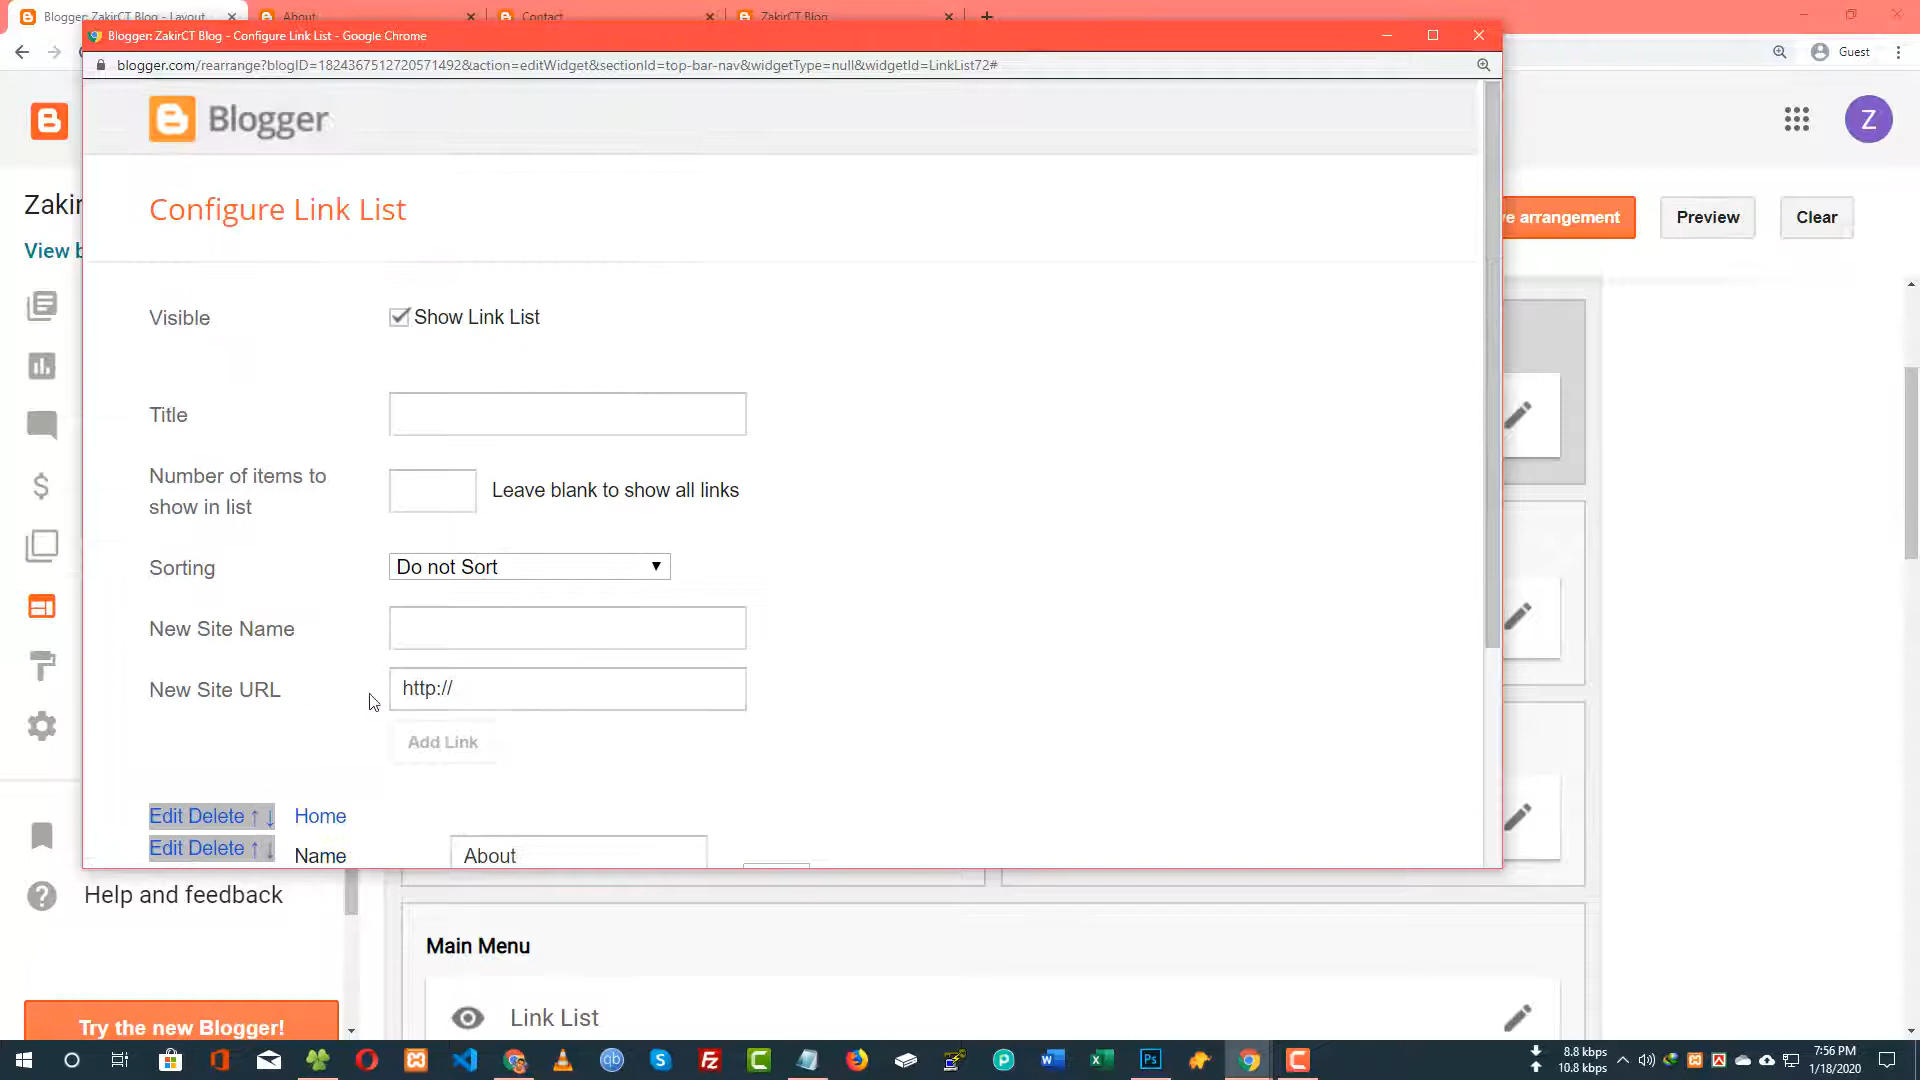 Blogger: ZakirCT Blog - Layout
About
Contact
ZakirCT Blog
Blogger: ZakirCT Blog - Configure Link List - Google Chrome
Guest
blogger.com/rearrange?blogID=1824367512720571492&action=editWidget&sectionId=top-bar-nav&widgetType=null&widgetId=LinkList72#
Blogger
Z
Configure Link List
Zakir
arrangement
Preview
Clear
View
Visible
Show Link List
Title
Number of items to
show in list
Leave blank to show all links
Sorting
Do not Sort
New Site Name
New Site URL
http://
Add Link
Edit Delete ↑ ↓ Home
Edit Delete ↑ ↓ Name
About
Help and feedback
Main Menu
Link List
Try the new Blogger!
8.8 kbps
10.8 kbps
7:56 PM
1/18/2020